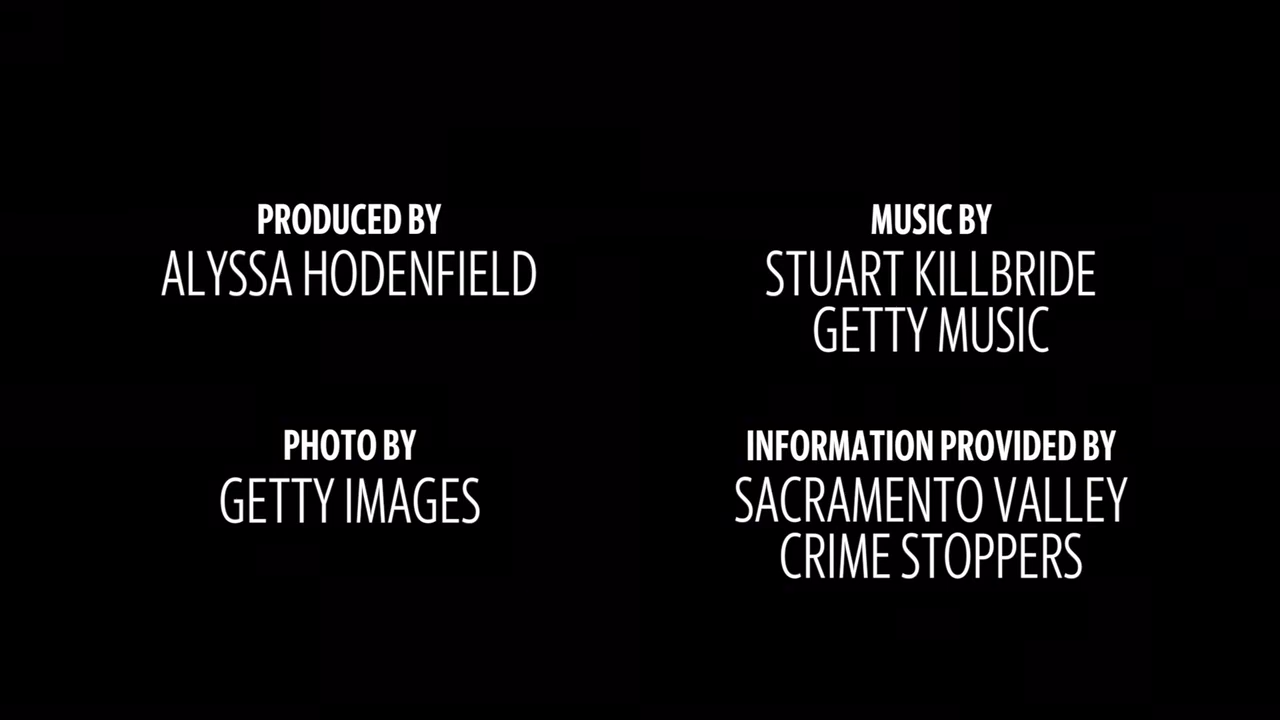 PRODUCED BY
ALYSSA HODENFIELD
MUSIC BY
STUART KILLBRIDE
GETTY MUSIC
PHOTO BY
GETTY IMAGES
INFORMATION PROVIDED BY
SACRAMENTO VALLEY
CRIME STOPPERS